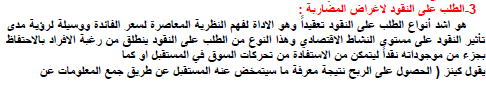 3-الطلب على النقود لاغراض المضاربة :
هو اشد أنواع الطلب على النقود تعقيداً وهو الاداة لفهم النظرية المعاصرة لسعر الفائدة ووسيلة لرؤية مدى
تأثير النقود على مستوى النشاط الاقتصادي وهذا النوع من الطلب على النقود ينطلق من رغبة الافراد بالاحتفاظ
بجزء من موجوداته نقداً ليتمكن من الاستفادة من تحركات السوق في المستقبل او كما
يقول كينز ( الحصول على الربح نتيجة معرفة ما سيتمخض عنه المستقبل عن طريق جمع المعلومات عن